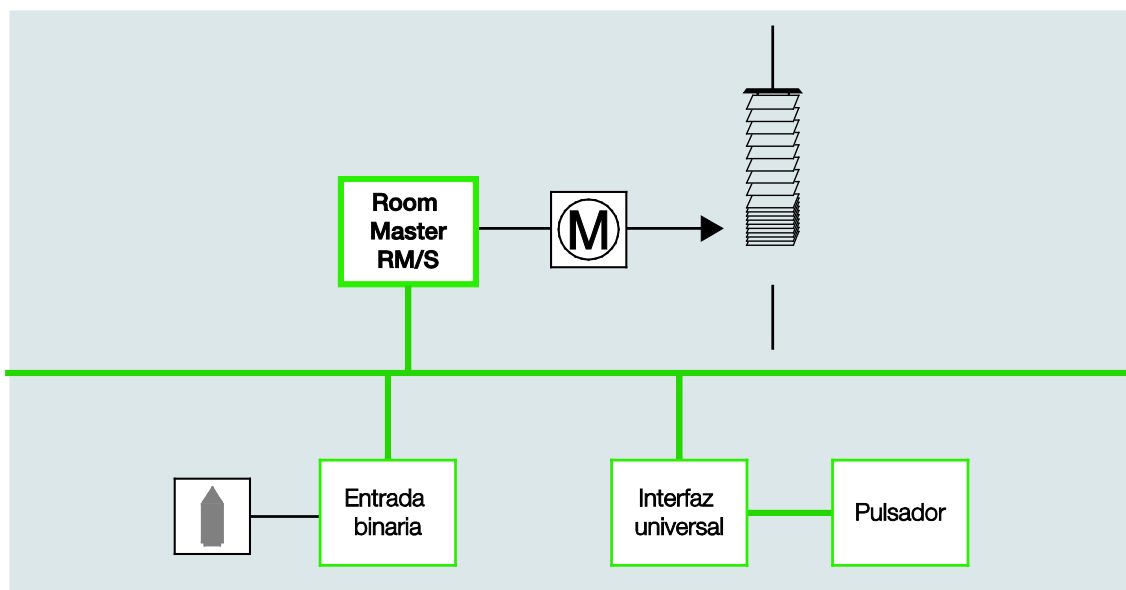 Room
Master
RM/S
M
Entrada
binaria
Interfaz
universal
Pulsador